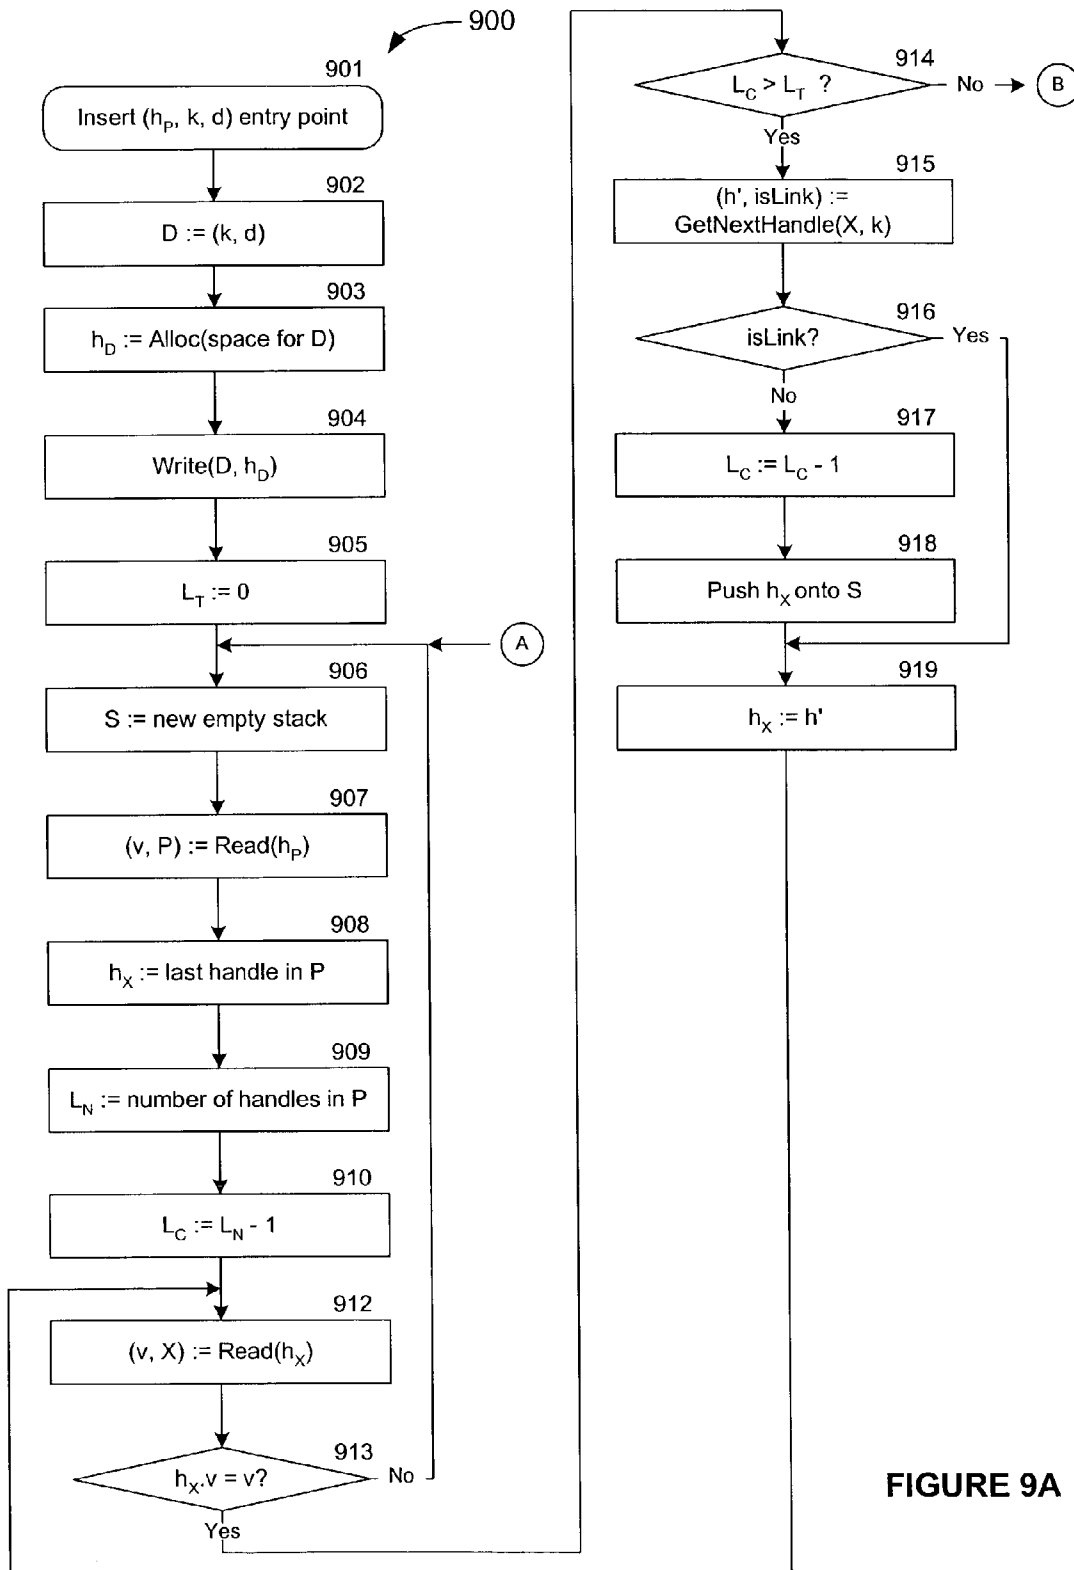 900
901
Insert (h_P, k, d) entry point
902
D := (k, d)
903
h_D := Alloc(space for D)
904
Write(D, h_D)
905
L_T := 0
A
906
S := new empty stack
907
(v, P) := Read(h_P)
908
h_X := last handle in P
909
L_N := number of handles in P
910
L_C := L_N - 1
912
(v, X) := Read(h_X)
913
h_X.v = v?
No
Yes
914
L_C > L_T ?
No
B
Yes
915
(h', isLink) :=
GetNextHandle(X, k)
916
isLink?
Yes
No
917
L_C := L_C - 1
918
Push h_X onto S
919
h_X := h'
FIGURE 9A